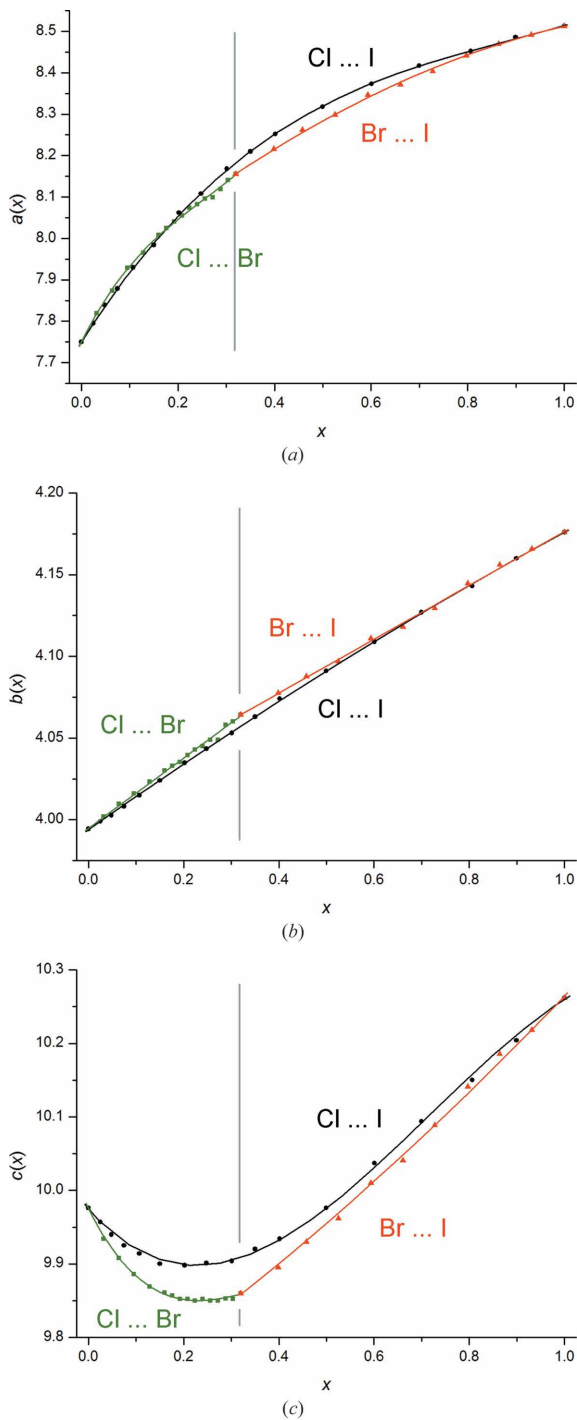 8.5
8.4
8.3
8.2
8.1
8.0
7.9
7.8
7.7
a(x)
Cl ... I
Br ... I
Cl ... Br
0.0 0.2 0.4 0.6 0.8 1.0
x
(a)
4.20
4.15
4.10
4.05
4.00
b(x)
Br ... I
Cl ... Br
Cl ... I
0.0 0.2 0.4 0.6 0.8 1.0
x
(b)
10.3
10.2
10.1
10.0
9.9
9.8
c(x)
Cl ... I
Br ... I
Cl ... Br
0.0 0.2 0.4 0.6 0.8 1.0
x
(c)